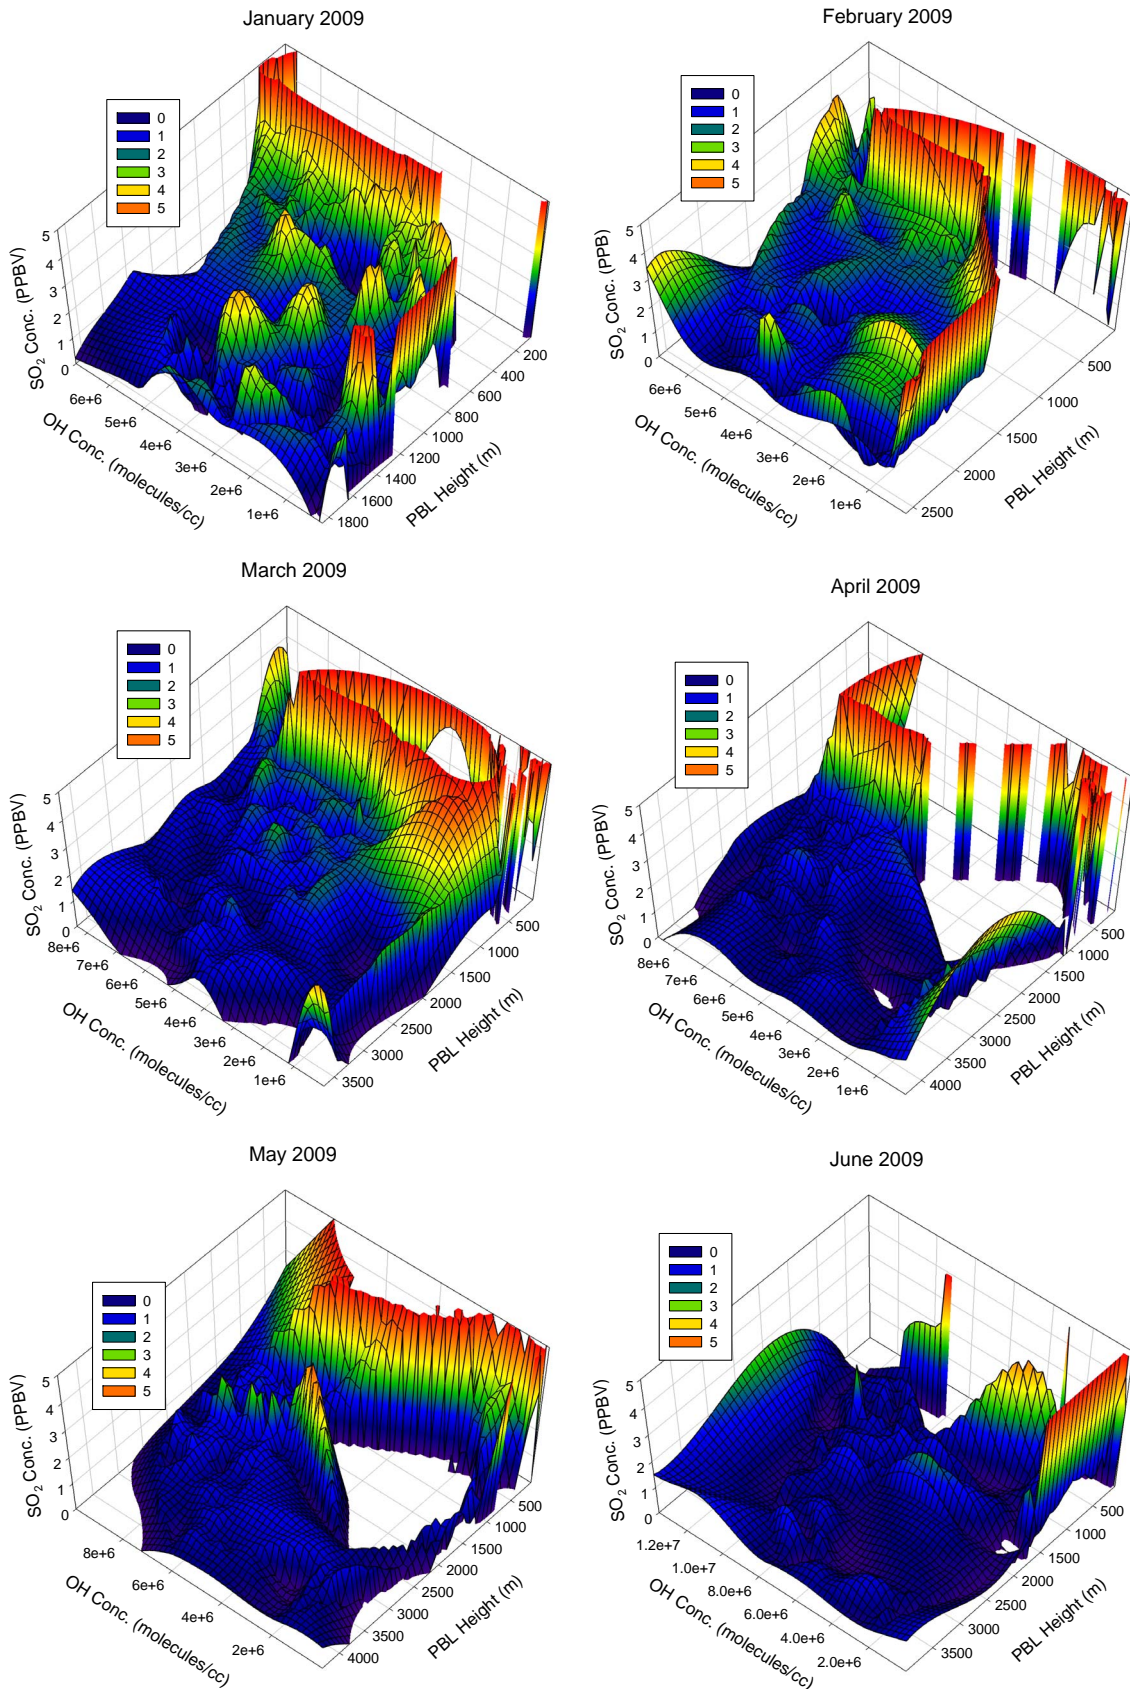 January 2009
0
1
2
3
4
5
SO2 Conc. (PPBV)
5
4
3
2
1
0
6e+6
5e+6
4e+6
3e+6
2e+6
1e+6
OH Conc. (molecules/cc)
200
400
600
800
1000
1200
1400
1600
1800
PBL Height (m)
February 2009
0
1
2
3
4
5
SO2 Conc. (PPB)
5
4
3
2
1
0
6e+6
5e+6
4e+6
3e+6
2e+6
1e+6
OH Conc. (molecules/cc)
500
1000
1500
2000
2500
PBL Height (m)
March 2009
0
1
2
3
4
5
SO2 Conc. (PPBV)
5
4
3
2
1
0
8e+6
7e+6
6e+6
5e+6
4e+6
3e+6
2e+6
1e+6
OH Conc. (molecules/cc)
500
1000
1500
2000
2500
3000
3500
PBL Height (m)
April 2009
0
1
2
3
4
5
SO2 Conc. (PPBV)
5
4
3
2
1
0
8e+6
7e+6
6e+6
5e+6
4e+6
3e+6
2e+6
1e+6
OH Conc. (molecules/cc)
500
1000
1500
2000
2500
3000
3500
4000
PBL Height (m)
May 2009
0
1
2
3
4
5
SO2 Conc. (PPBV)
5
4
3
2
1
0
8e+6
6e+6
4e+6
2e+6
OH Conc. (molecules/cc)
500
1000
1500
2000
2500
3000
3500
4000
PBL Height (m)
June 2009
0
1
2
3
4
5
SO2 Conc. (PPBV)
5
4
3
2
1
0
1.2e+7
1.0e+7
8.0e+6
6.0e+6
4.0e+6
2.0e+6
OH Conc. (molecules/cc)
500
1000
1500
2000
2500
3000
3500
PBL Height (m)